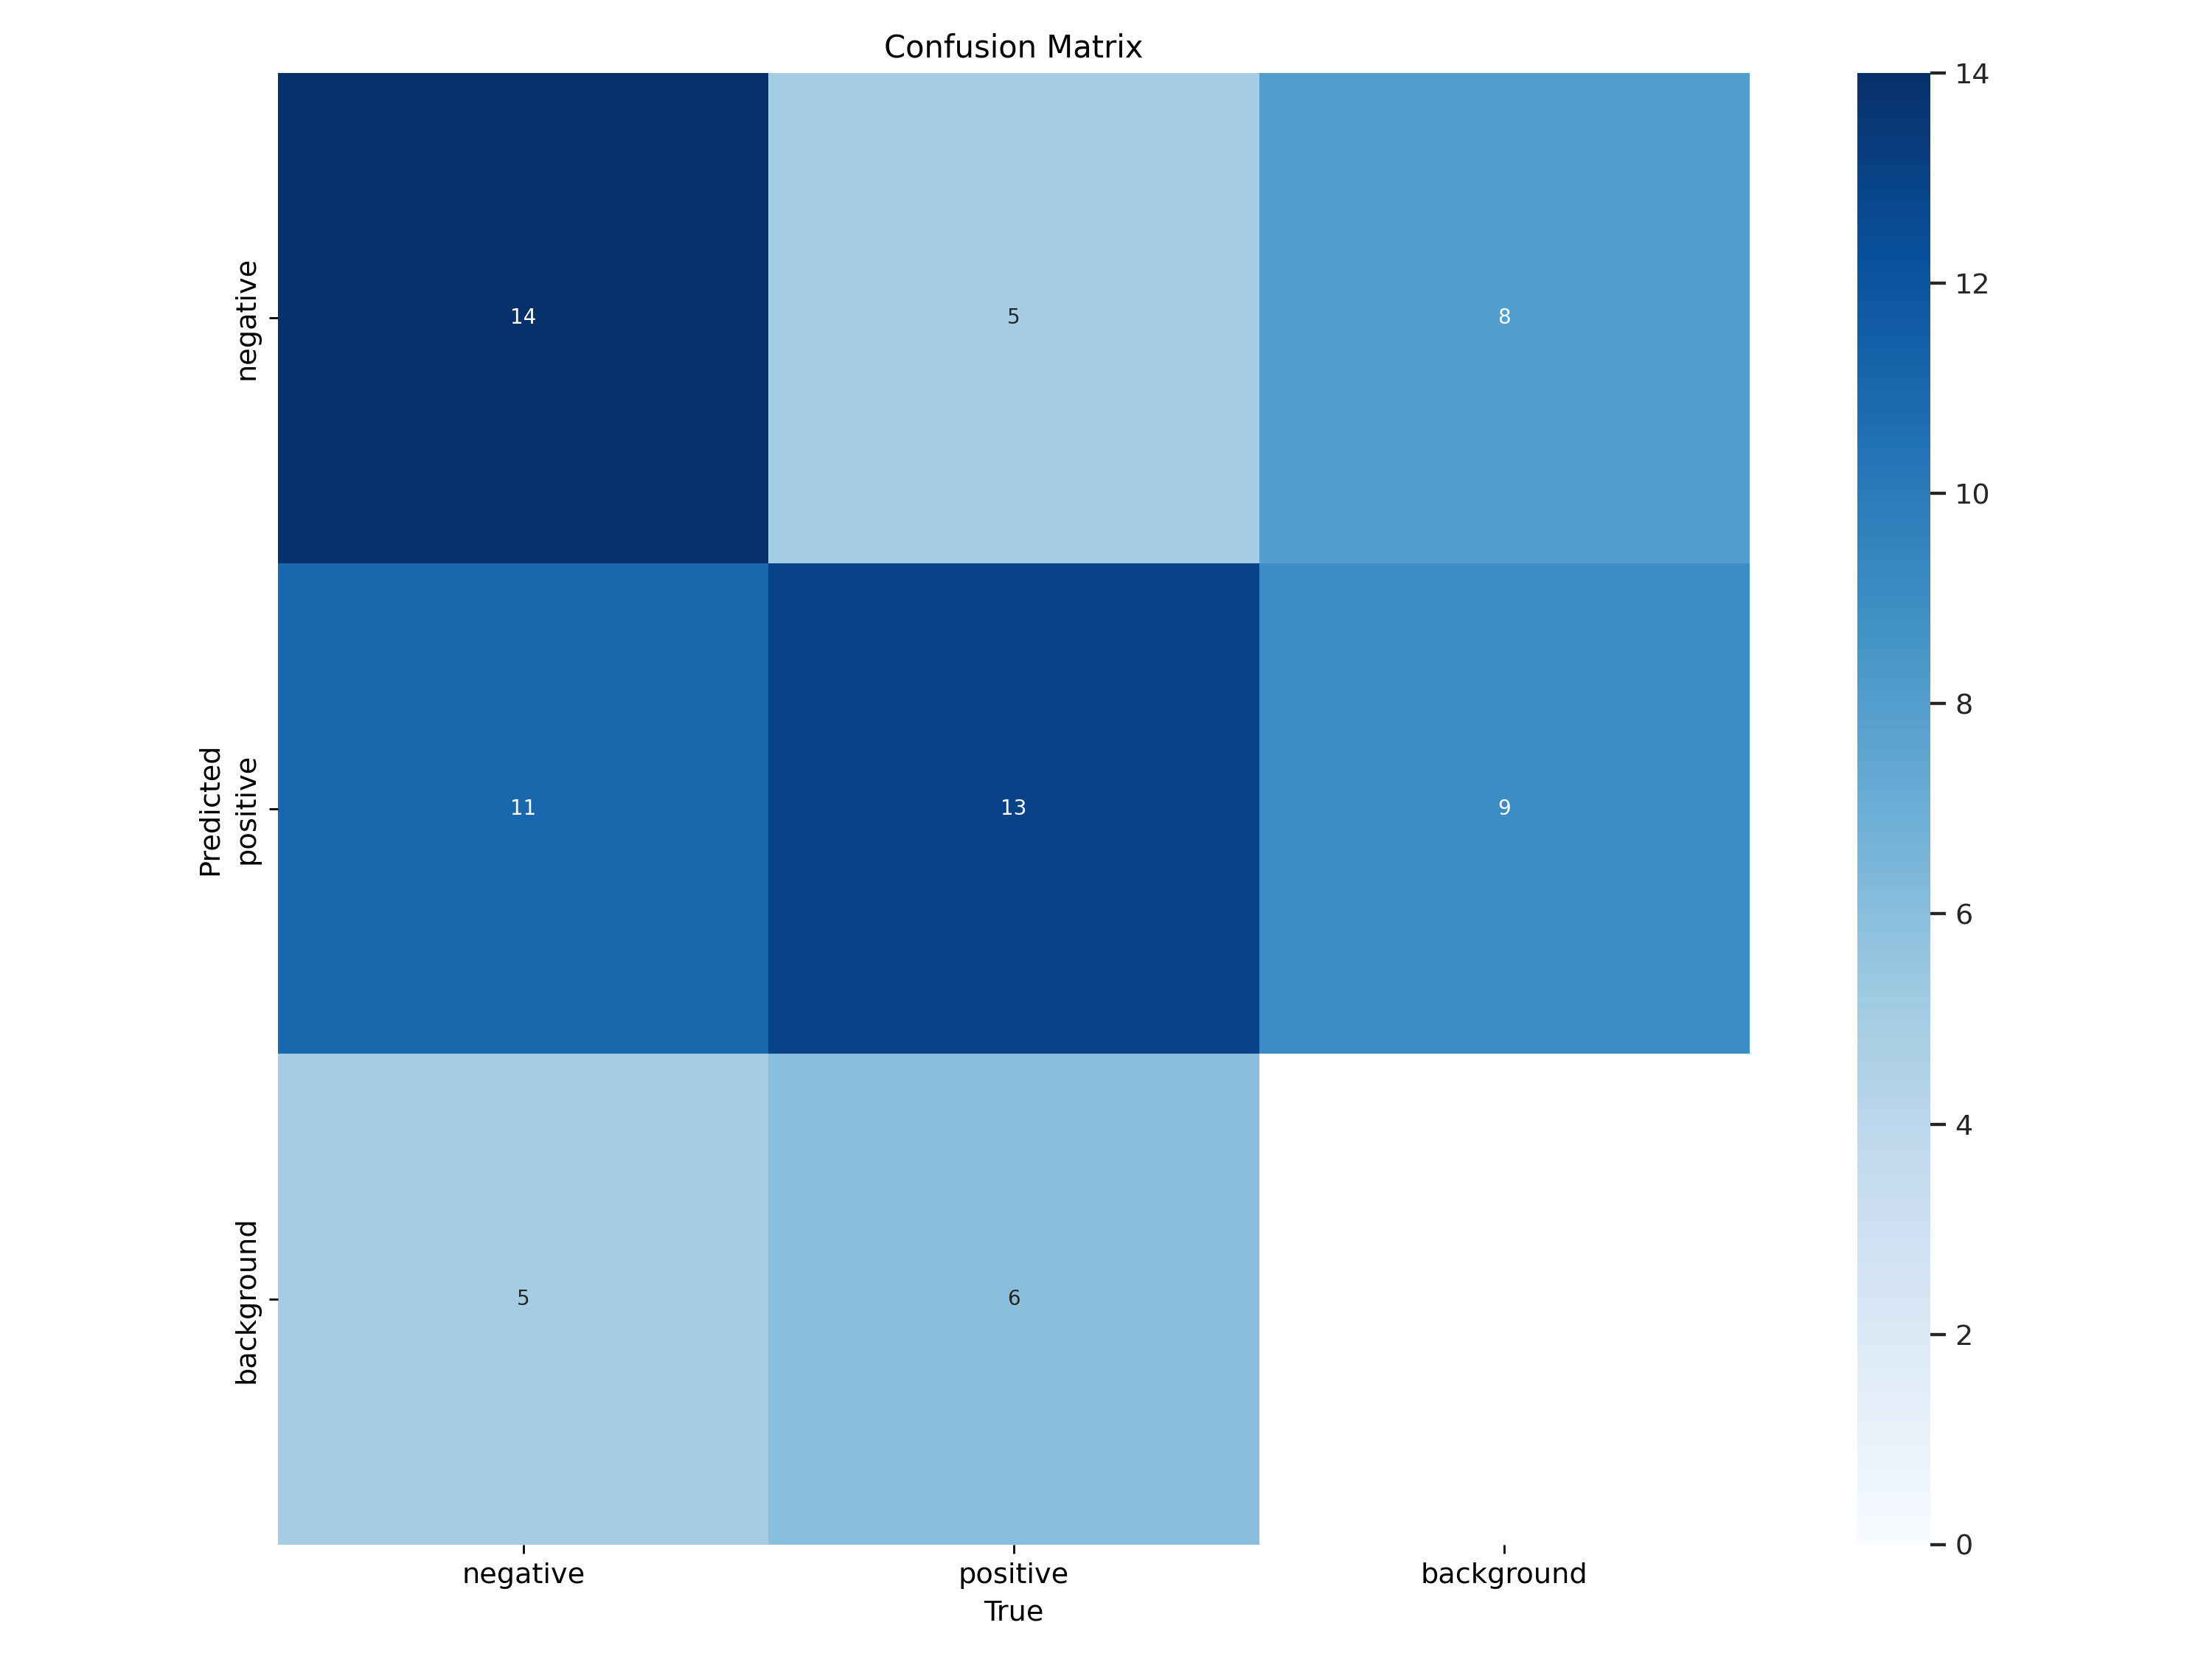 Confusion Matrix
14
12
10
8
6
4
2
0
Predicted
negative
positive
background
14 5 8
11 13 9
5 6
negative positive background
True